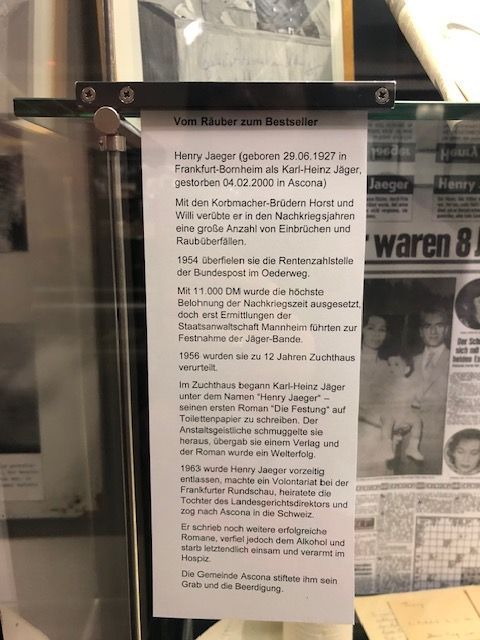 Vom Räuber zum Bestseller
Henry Jaeger (geboren 29.06.1927 in
Frankfurt-Bornheim als Karl-Heinz Jäger,
gestorben 04.02.2000 in Ascona)
Mit den Korbmacher-Brüdern Horst und
Willi verübte er in den Nachkriegsjahren
eine große Anzahl von Einbrüchen und
Raubüberfällen.
1954 überfielen sie die Rentenzahlstelle
der Bundespost im Oederweg.
Mit 11.000 DM wurde die höchste
Belohnung der Nachkriegszeit ausgesetzt,
doch erst Ermittlungen der
Staatsanwaltschaft Mannheim führten zur
Festnahme der Jäger-Bande.
1956 wurden sie zu 12 Jahren Zuchthaus
verurteilt.
Im Zuchthaus begann Karl-Heinz Jäger
unter dem Namen "Henry Jaeger" –
seinen ersten Roman "Die Festung" auf
Toilettenpapier zu schreiben. Der
Anstaltsgeistliche schmuggelte sie
heraus, übergab sie einem Verlag und
der Roman wurde ein Welterfolg.
1963 wurde Henry Jaeger vorzeitig
entlassen, machte ein Volontariat bei der
Frankfurter Rundschau, heiratete die
Tochter des Landesgerichtsdirektors und
zog nach Ascona in die Schweiz.
Er schrieb noch weitere erfolgreiche
Romane, verfiel jedoch dem Alkohol und
starb letztendlich einsam und verarmt im
Hospiz.
Die Gemeinde Ascona stiftete ihm sein
Grab und die Beerdigung.
Jaeger
Henry
waren 8